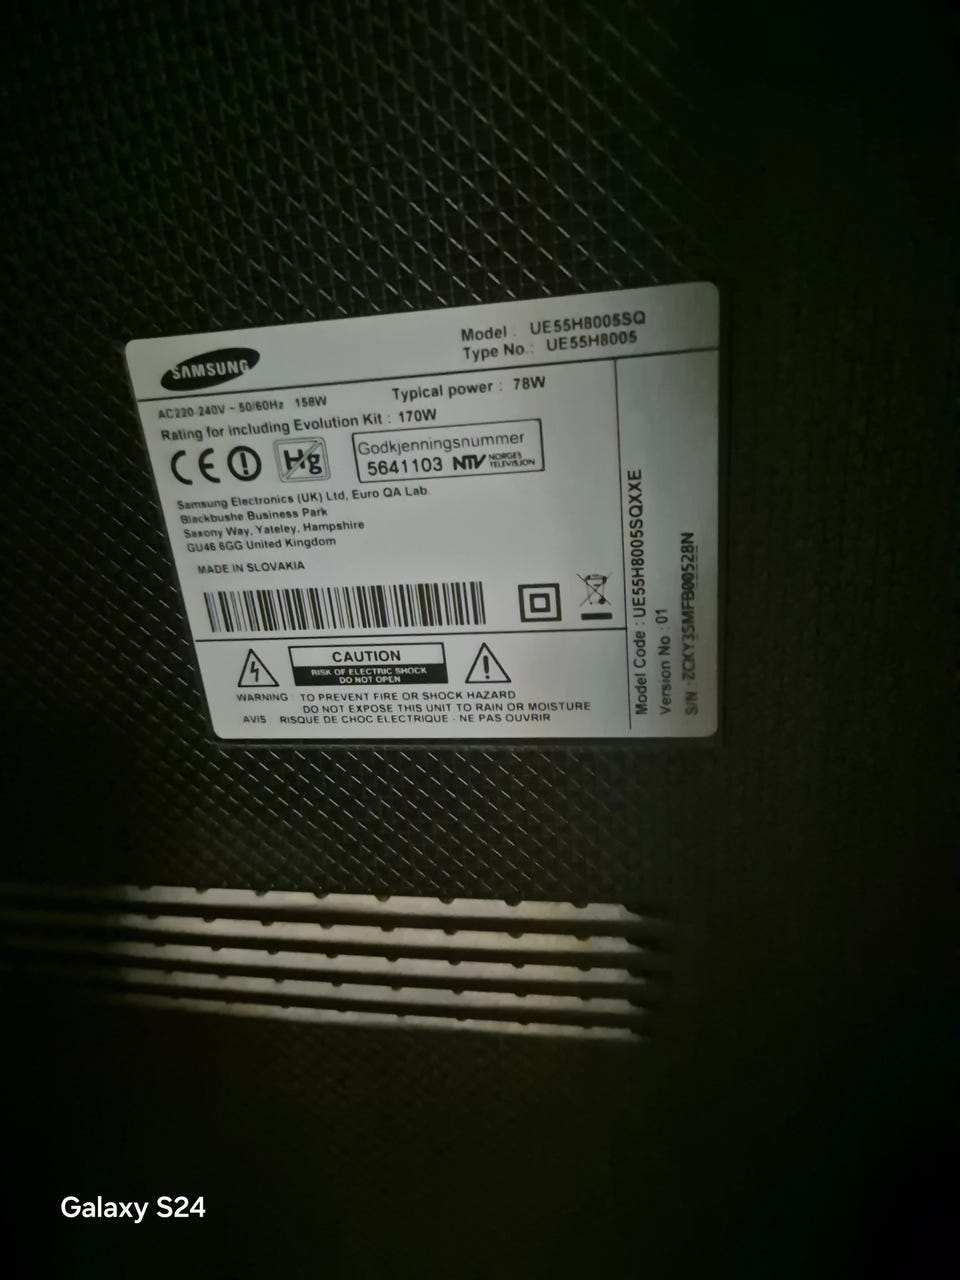 SAMSUNG
Model : UE55H8005SQ
Type No.: UE55H8005
AC220-240V ~ 50/60Hz 158W
Typical power : 78W
Rating for including Evolution Kit : 170W
CE
Hg
Godkjenningsnummer
5641103 NTV NORGES TELEVISJON
Samsung Electronics (UK) Ltd, Euro QA Lab.
Blackbushe Business Park
Saxony Way, Yateley, Hampshire
GU46 6GG United Kingdom
MADE IN SLOVAKIA
CAUTION
RISK OF ELECTRIC SHOCK
DO NOT OPEN
WARNING TO PREVENT FIRE OR SHOCK HAZARD
DO NOT EXPOSE THIS UNIT TO RAIN OR MOISTURE
AVIS : RISQUE DE CHOC ELECTRIQUE - NE PAS OUVRIR
Model Code : UE55H8005SQXXE
Version No : 01
S/N : ZCKY3SMFB00528N
Galaxy S24